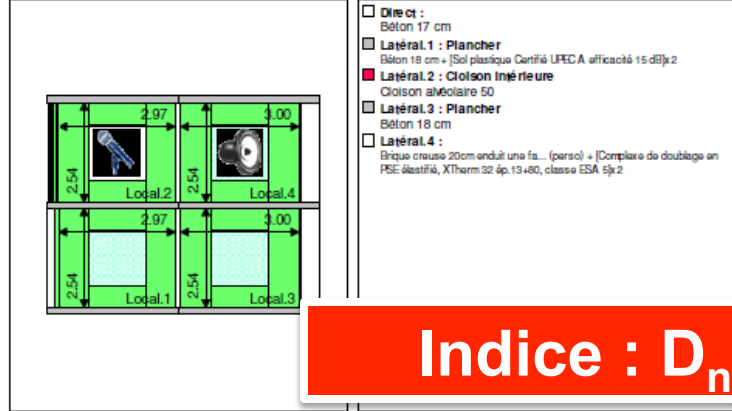 2.97
3.00
2.54
2.54
Local.2
Local.4
2.97
3.00
2.54
2.54
Local.1
Local.3
Direct :
Béton 17 cm
Latéral.1 : Plancher
Béton 18 cm + [Sol plastique Certifié UPEC A efficacité 15 dB]x2
Latéral.2 : Cloison Intérieure
Cloison alvéolaire 50
Latéral.3 : Plancher
Béton 18 cm
Latéral.4 :
Brique creuse 20cm enduit une fa... (perso) + [Complexe de doublage en
PSE élastifié, XTherm 32 ép.13+80, classe ESA 5]x2
Indice : Dn